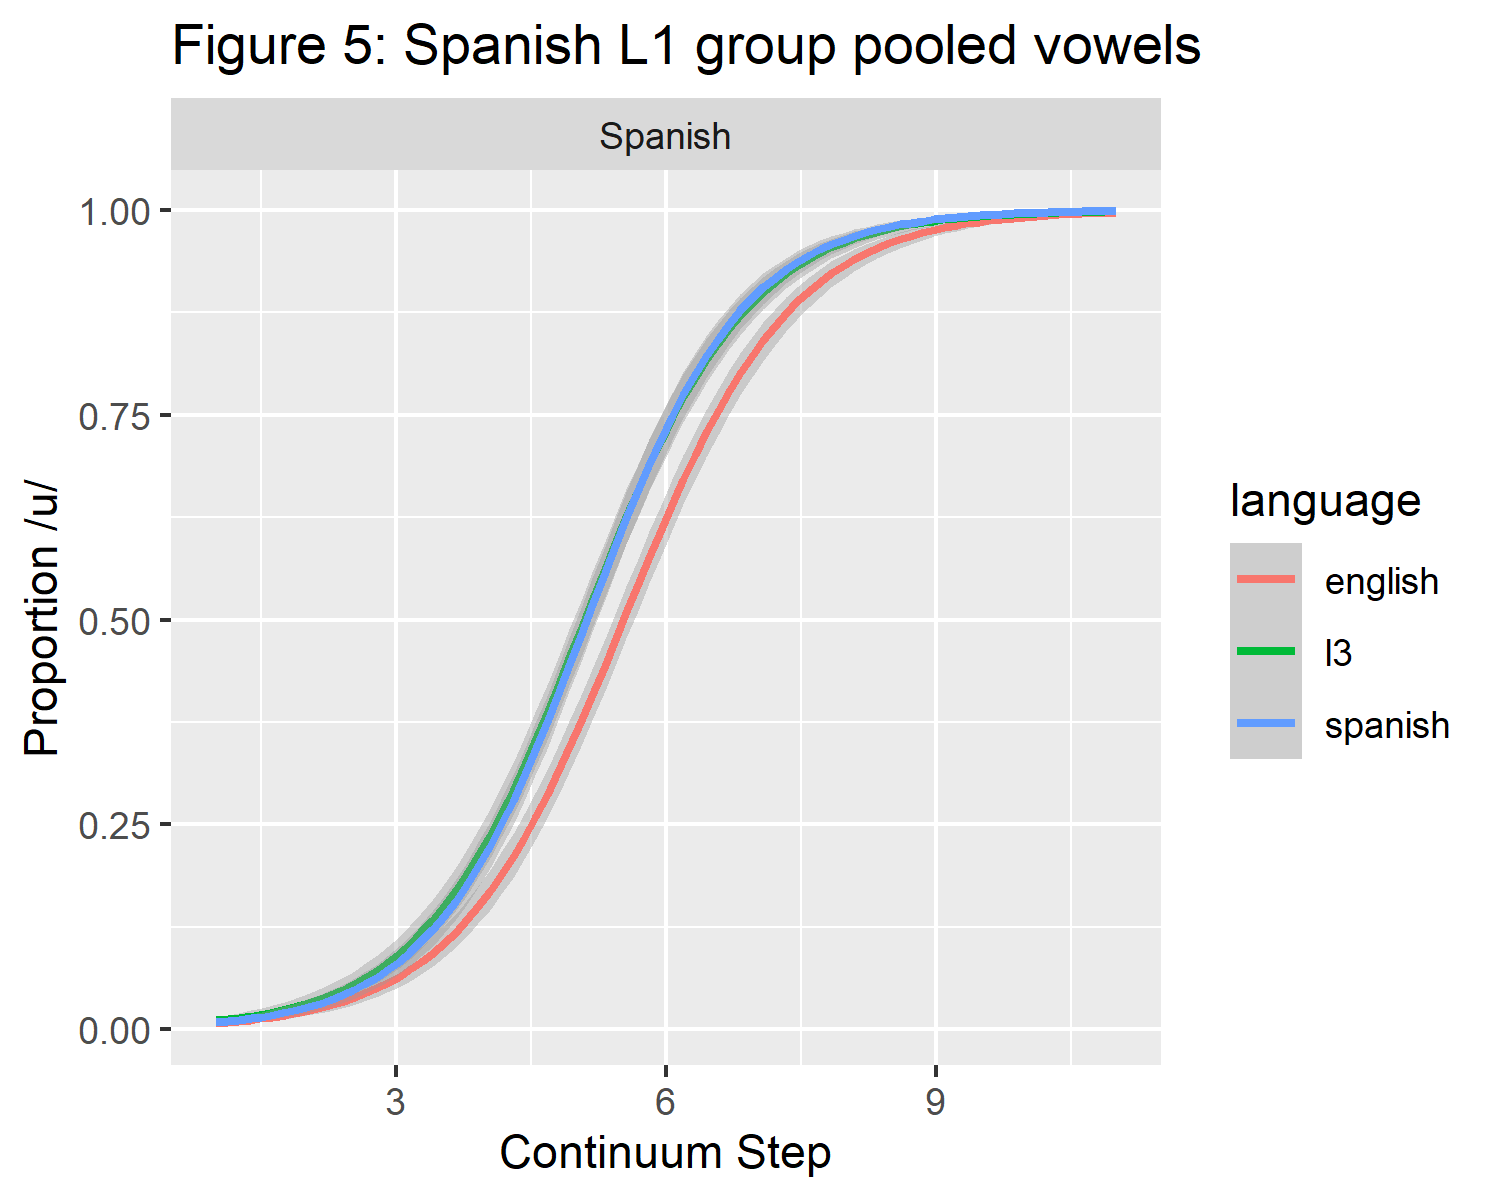 Figure 5: Spanish L1 group pooled vowels
Spanish
1.00
0.75
0.50
0.25
0.00
Proportion /u/
3 6 9
Continuum Step
language
english
l3
spanish